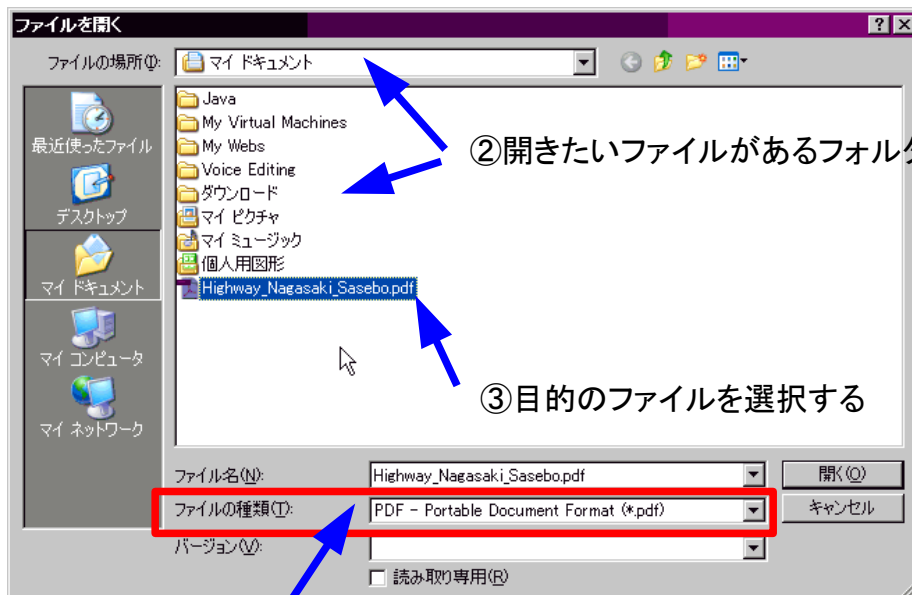 ファイルを開く
ファイルの場所(I):
マイ ドキュメント
最近使ったファイル
デスクトップ
マイ ドキュメント
マイ コンピュータ
マイ ネットワーク
Java
My Virtual Machines
My Webs
Voice Editing
ダウンロード
マイ ピクチャ
マイ ミュージック
個人用図形
Highway_Nagasaki_Sasebo.pdf
②開きたいファイルがあるフォル
③目的のファイルを選択する
ファイル名(N):
Highway_Nagasaki_Sasebo.pdf
開く(O)
ファイルの種類(T):
PDF - Portable Document Format (*.pdf)
キャンセル
バージョン(V):
読み取り専用(R)